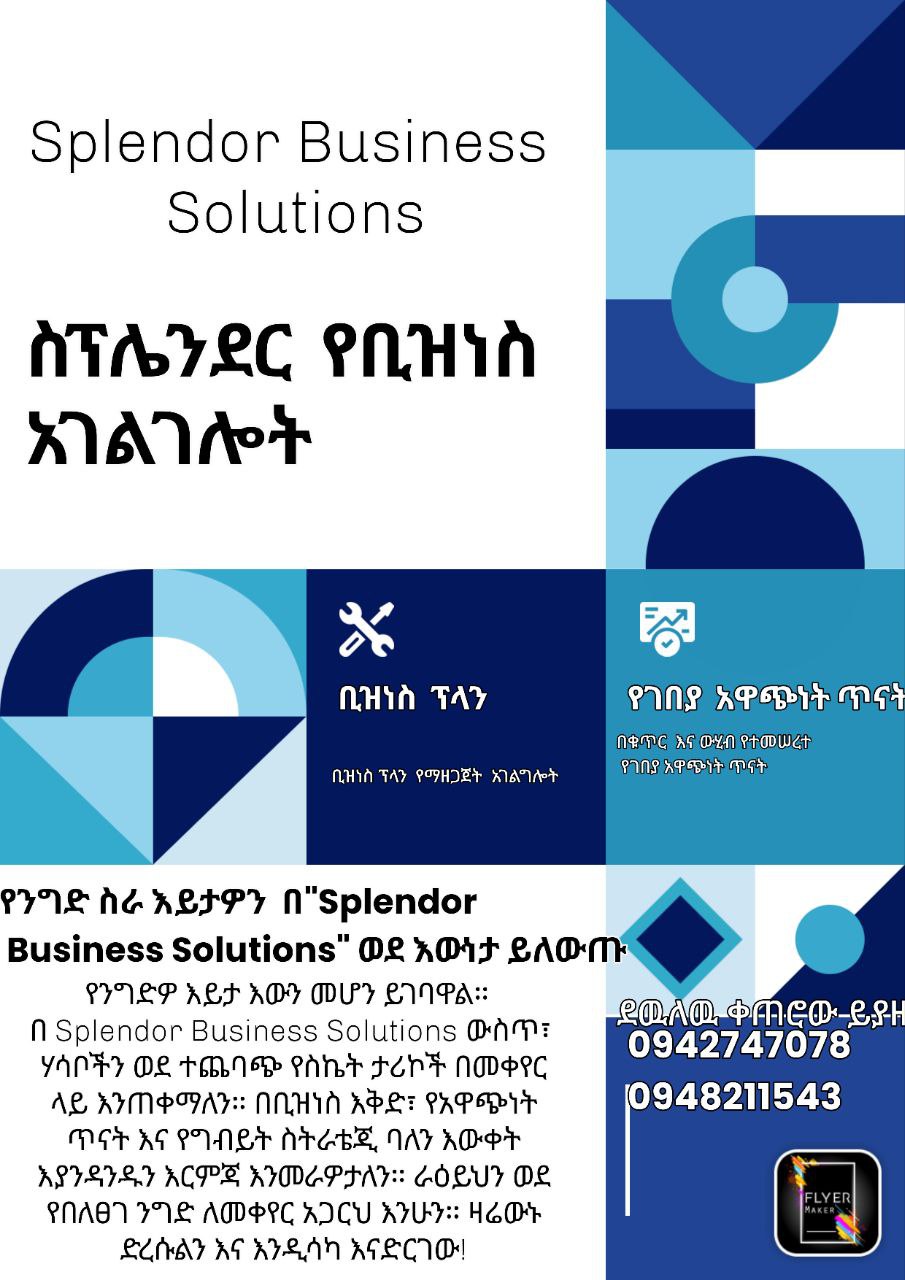 Splendor Business
Solutions
ስፕሌንደር የቢዝነስ
አገልገሎት
ቢዝነስ ፕላን
ቢዝነስ ፕላን የማዘጋጀት አገልግሎት
የገበያ አዋጭነት ጥናት
በቁጥር እና ውሂብ የተመሠረተ
የገበያ አዋጭነት ጥናት
የንግድ ስራ እይታዎን በ"Splendor
Business Solutions" ወደ እውነታ ይለውጡ
የንግድዎ እይታ እውን መሆን ይገባዋል።
በ Splendor Business Solutions ውስጥ፣
ሃሳቦችን ወደ ተጨባጭ የስኬት ታሪኮች በመቀየር
ላይ እንጠቀማለን። በቢዝነስ እቅድ፣ የአዋጭነት
ጥናት እና የግብይት ስትራቴጂ ባለን እውቀት
እያንዳንዱን እርምጃ እንመራዎታለን። ራዕይህን ወደ
የበለፀገ ንግድ ለመቀየር አጋርህ እንሁን። ዛሬውኑ
ድረሱልን እና እንዲሳካ እናድርገው!
ደዉለዉ ቀጠሮው ይያዙ
0942747078
0948211543
FLYER
MAKER